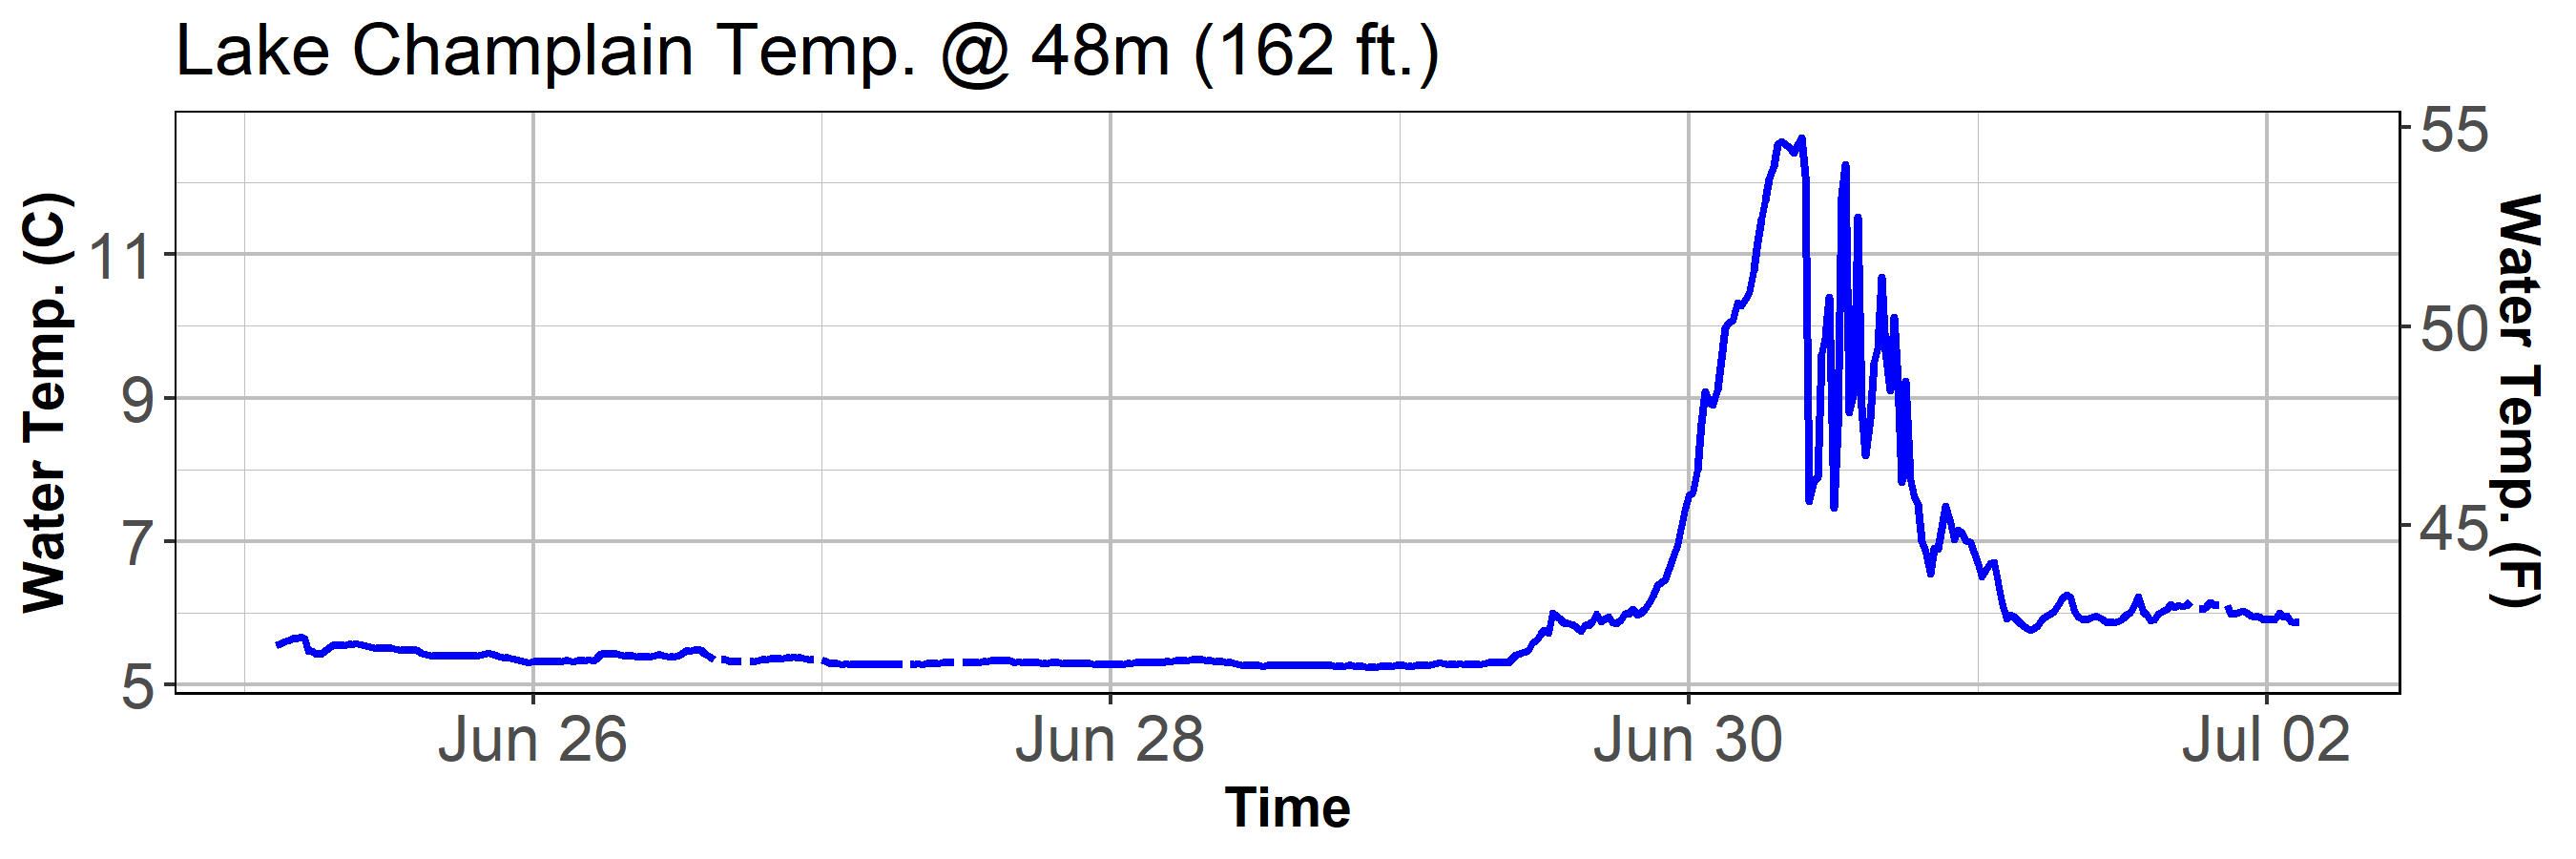 Lake Champlain Temp. @ 48m (162 ft.)
Water Temp. (C)
11
9
7
5
55
50
45
Water Temp. (F)
Jun 26
Jun 28
Jun 30
Jul 02
Time